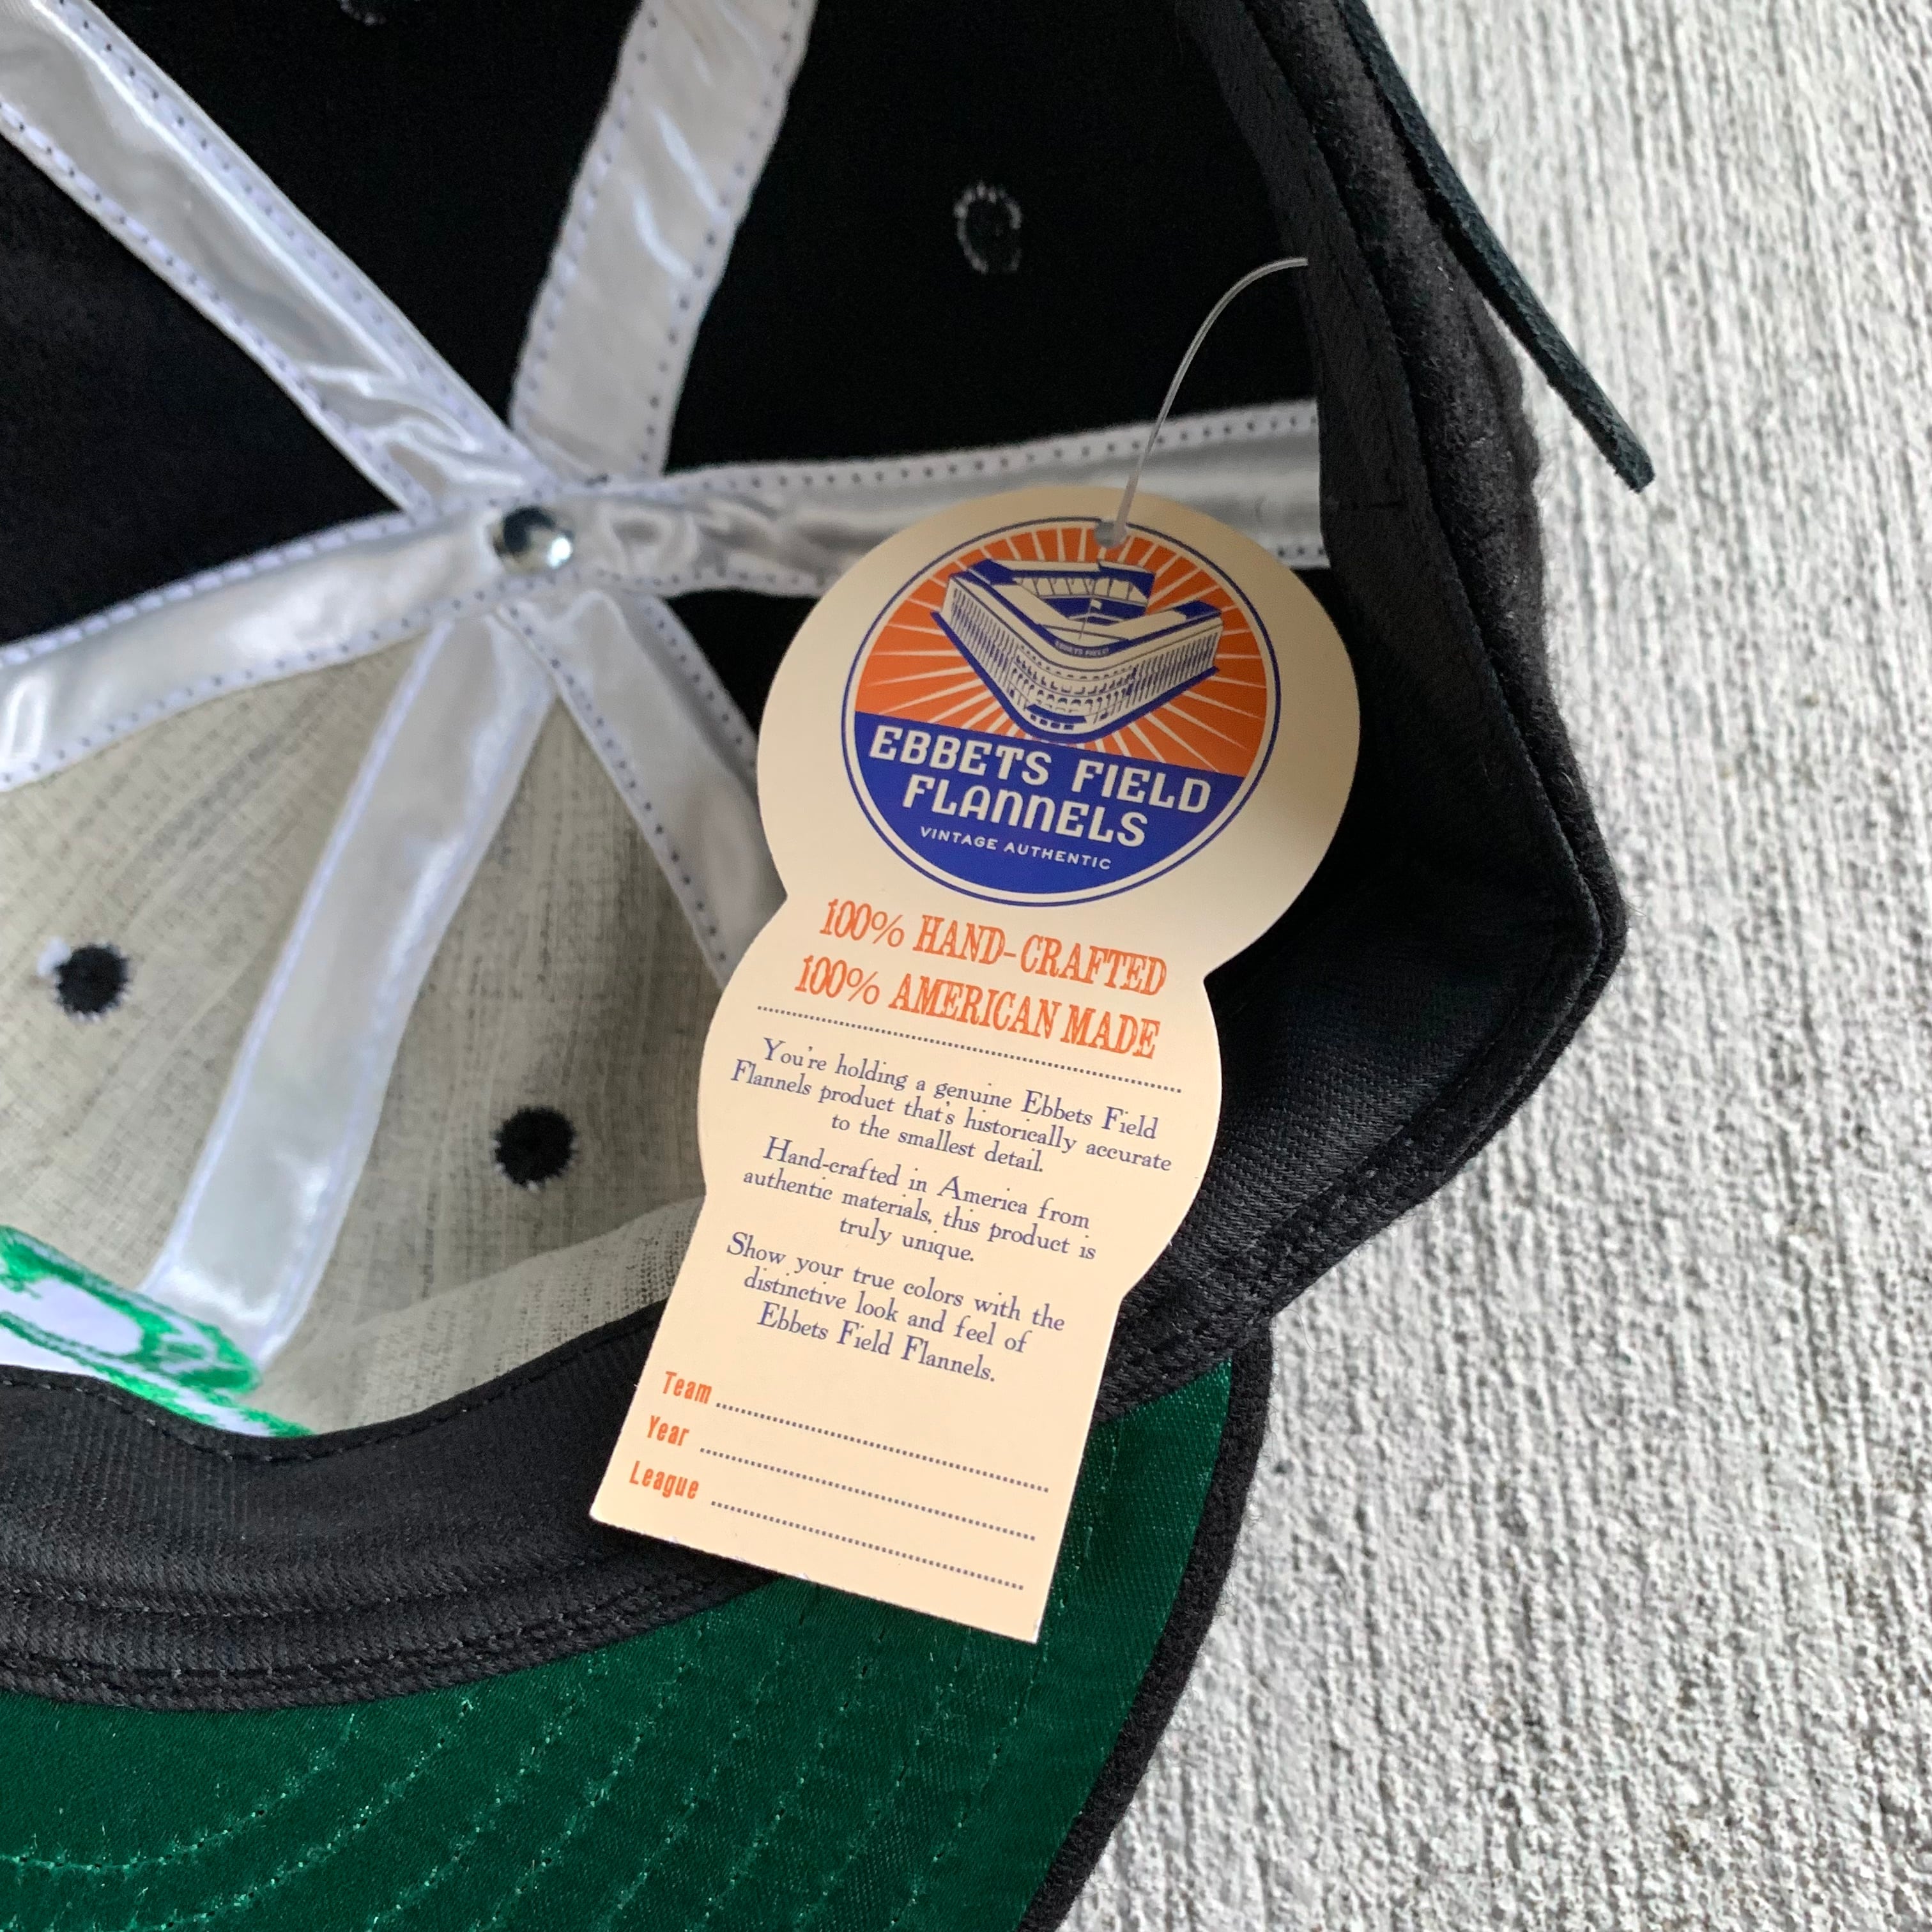 EBBETS FIELD
EBBETS FIELD
FLANNELS
VINTAGE AUTHENTIC
100% HAND-CRAFTED
100% AMERICAN MADE
You're holding a genuine Ebbets Field
Flannels product that's historically accurate
to the smallest detail.
Hand-crafted in America from
authentic materials, this product is
truly unique.
Show your true colors with the
distinctive look and feel of
Ebbets Field Flannels.
Team
Year
League